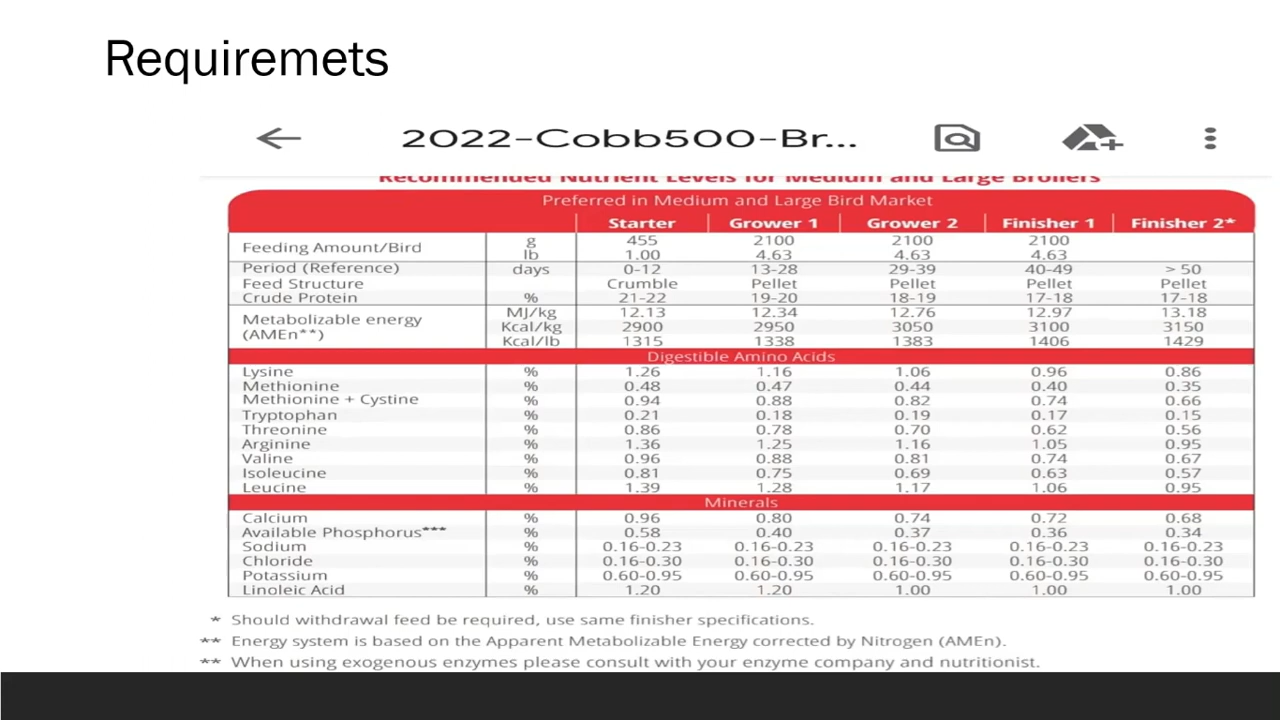 Requiremets
2022-Cobb500-Br...
Recommended Nutrient Levels for Medium and Large Broilers
Preferred in Medium and Large Bird Market
Starter Grower 1 Grower 2 Finisher 1 Finisher 2*
Feeding Amount/Bird g 455 2100 2100 2100
lb 1.00 4.63 4.63 4.63
Period (Reference) days 0-12 13-28 29-39 40-49 > 50
Feed Structure Crumble Pellet Pellet Pellet Pellet
Crude Protein % 21-22 19-20 18-19 17-18 17-18
Metabolizable energy (AMEn**) MJ/kg 12.13 12.34 12.76 12.97 13.18
Kcal/kg 2900 2950 3050 3100 3150
Kcal/lb 1315 1338 1383 1406 1429
Digestible Amino Acids
Lysine % 1.26 1.16 1.06 0.96 0.86
Methionine % 0.48 0.47 0.44 0.40 0.35
Methionine + Cystine % 0.94 0.88 0.82 0.74 0.66
Tryptophan % 0.21 0.18 0.19 0.17 0.15
Threonine % 0.86 0.78 0.70 0.62 0.56
Arginine % 1.36 1.25 1.16 1.05 0.95
Valine % 0.96 0.88 0.81 0.74 0.67
Isoleucine % 0.81 0.75 0.69 0.63 0.57
Leucine % 1.39 1.28 1.17 1.06 0.95
Minerals
Calcium % 0.96 0.80 0.74 0.72 0.68
Available Phosphorus*** % 0.58 0.40 0.37 0.36 0.34
Sodium % 0.16-0.23 0.16-0.23 0.16-0.23 0.16-0.23 0.16-0.23
Chloride % 0.16-0.30 0.16-0.30 0.16-0.30 0.16-0.30 0.16-0.30
Potassium % 0.60-0.95 0.60-0.95 0.60-0.95 0.60-0.95 0.60-0.95
Linoleic Acid % 1.20 1.20 1.00 1.00 1.00
* Should withdrawal feed be required, use same finisher specifications.
** Energy system is based on the Apparent Metabolizable Energy corrected by Nitrogen (AMEn).
** When using exogenous enzymes please consult with your enzyme company and nutritionist.